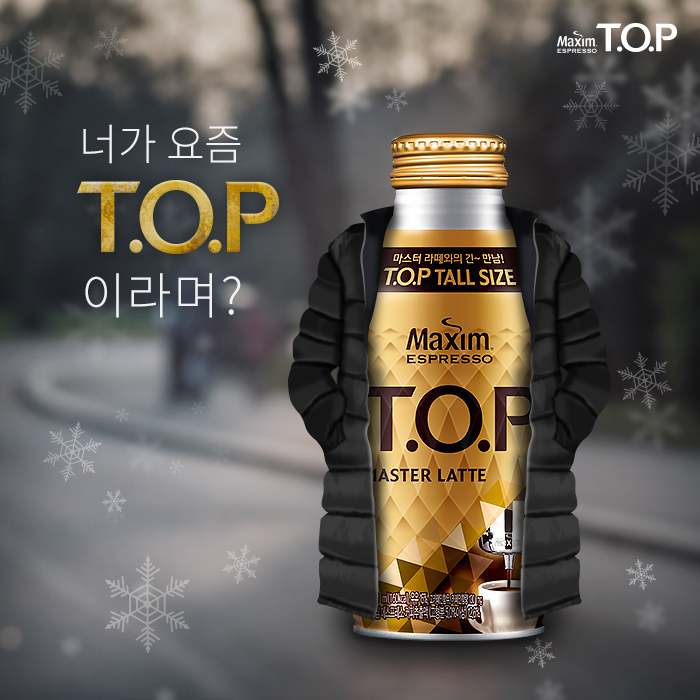 Maxim. T.O.P
ESPRESSO
너가 요즘
T.O.P
이라며?
마스터 라떼와의 긴~ 만남!
T.O.P TALL SIZE
Maxim.
ESPRESSO
T.O.P
MASTER LATTE